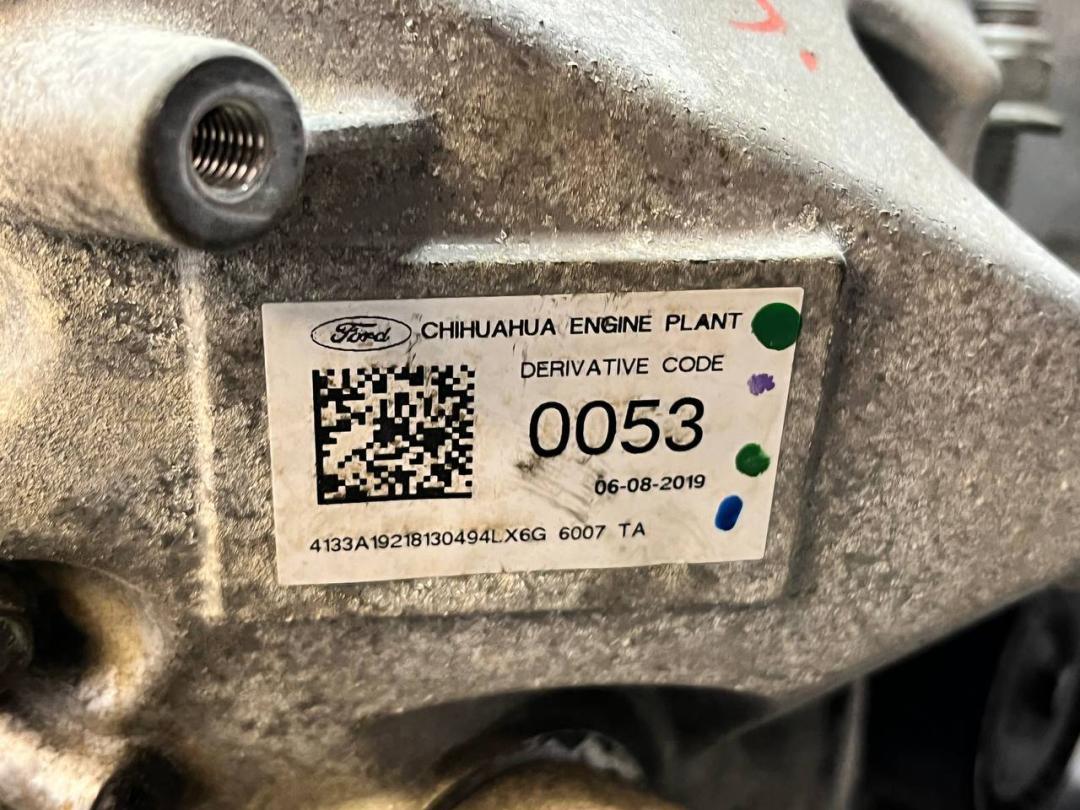 Ford CHIHUAHUA ENGINE PLANT
DERIVATIVE CODE
0053
06-08-2019
4133A19218130494LX6G 6007 TA